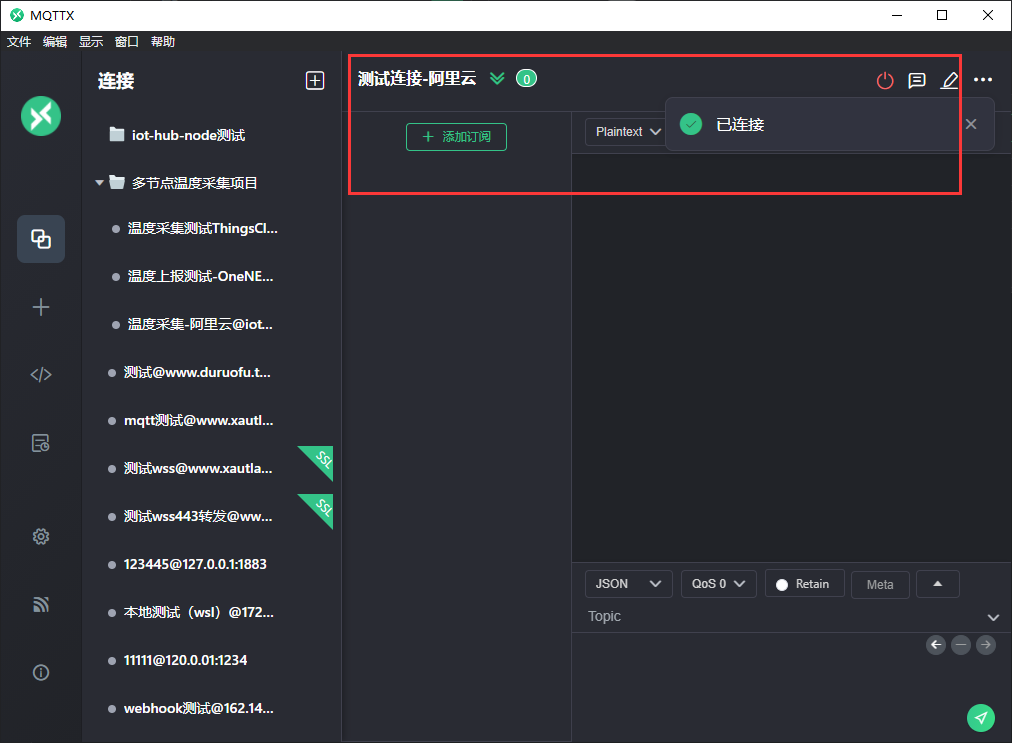 MQTTX
文件 编辑 显示 窗口 帮助
连接
iot-hub-node测试
多节点温度采集项目
温度采集测试ThingsCl...
温度上报测试-OneNE...
温度采集-阿里云@iot...
测试@www.duruofu.t...
mqtt测试@www.xautl...
测试wss@www.xautla...
SSL
测试wss443转发@ww...
SSL
123445@127.0.0.1:1883
本地测试（wsl）@172...
11111@120.0.01:1234
webhook测试@162.14...
测试连接-阿里云 0
添加订阅
Plaintext
已连接
JSON QoS 0 Retain Meta
Topic